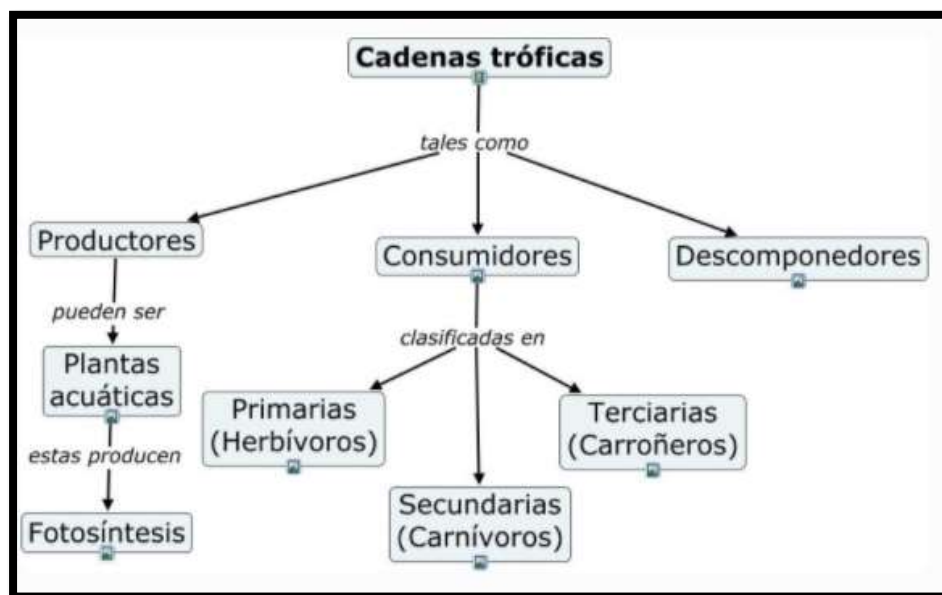 Cadenas tróficas
tales como
Productores
Consumidores
Descomponedores
pueden ser
clasificadas en
Plantas
acuáticas
Primarias
(Herbívoros)
Terciarias
(Carroñeros)
estas producen
Secundarias
(Carnívoros)
Fotosíntesis